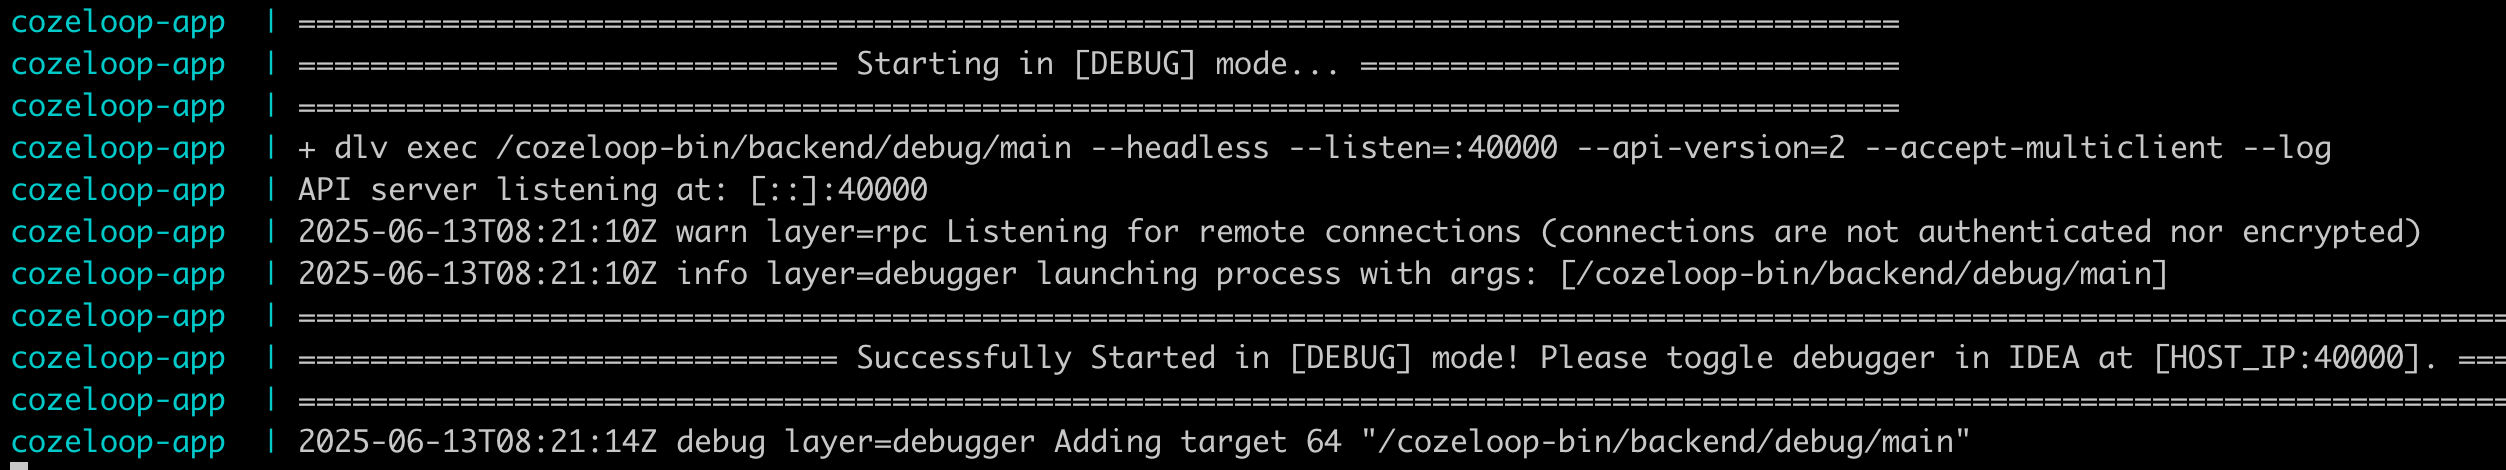 cozeloop-app  | =========================================================================================
cozeloop-app  | ============================== Starting in [DEBUG] mode... ==============================
cozeloop-app  | =========================================================================================
cozeloop-app  | + dlv exec /cozeloop-bin/backend/debug/main --headless --listen=:40000 --api-version=2 --accept-multiclient --log
cozeloop-app  | API server listening at: [::]:40000
cozeloop-app  | 2025-06-13T08:21:10Z warn layer=rpc Listening for remote connections (connections are not authenticated nor encrypted)
cozeloop-app  | 2025-06-13T08:21:10Z info layer=debugger launching process with args: [/cozeloop-bin/backend/debug/main]
cozeloop-app  | ===========================================================================================================================
cozeloop-app  | ============================== Successfully Started in [DEBUG] mode! Please toggle debugger in IDEA at [HOST_IP:40000]. ===
cozeloop-app  | ===========================================================================================================================
cozeloop-app  | 2025-06-13T08:21:14Z debug layer=debugger Adding target 64 "/cozeloop-bin/backend/debug/main"